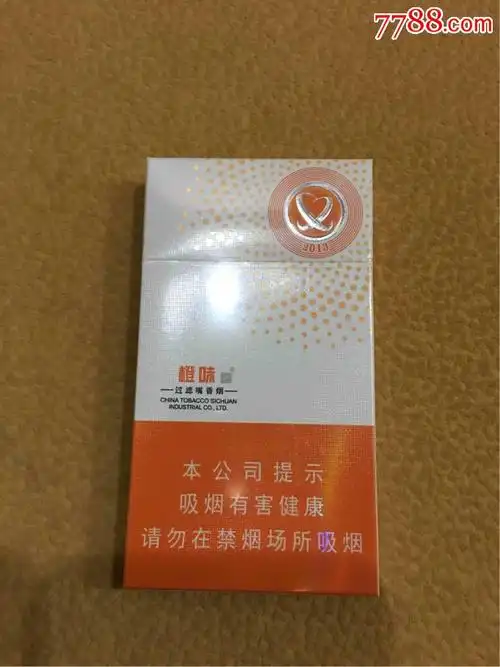 7788.com
2013
橙味
过滤嘴香烟
CHINA TOBACCO SICHUAN
INDUSTRIAL CO., LTD.
本公司提示
吸烟有害健康
请勿在禁烟场所吸烟